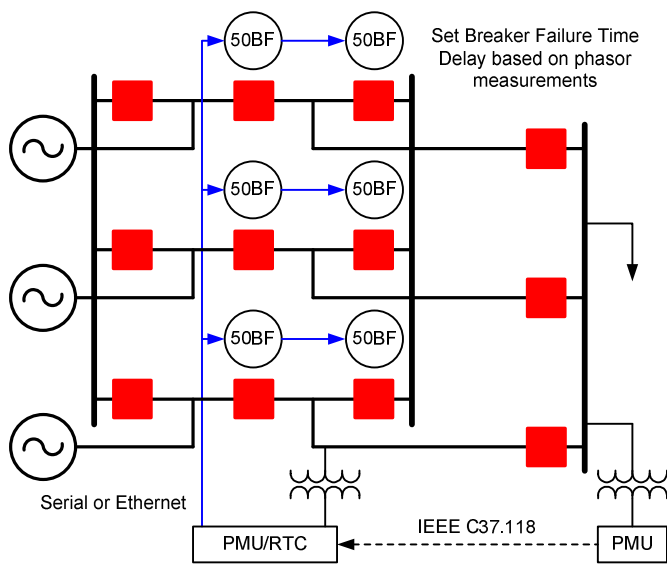 50BF
50BF
Set Breaker Failure Time
Delay based on phasor
measurements
50BF
50BF
50BF
50BF
Serial or Ethernet
IEEE C37.118
PMU/RTC
PMU